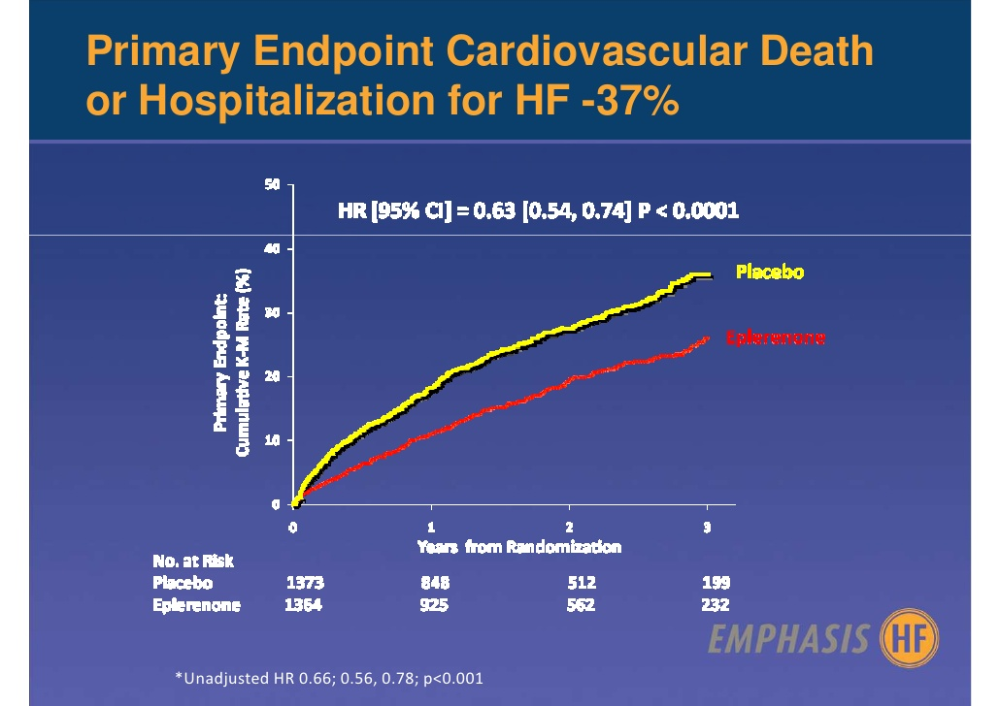 Primary Endpoint Cardiovascular Death
or Hospitalization for HF -37%
HR [95% CI] = 0.63 [0.54, 0.74] P < 0.0001
Primary Endpoint:
Cumulative K-M Rate (%)
50
40
30
20
10
0
Placebo
Eplerenone
0 1 2 3
Years from Randomization
No. at Risk
Placebo 1373 848 512 199
Eplerenone 1364 925 562 232
EMPHASIS HF
*Unadjusted HR 0.66; 0.56, 0.78; p<0.001